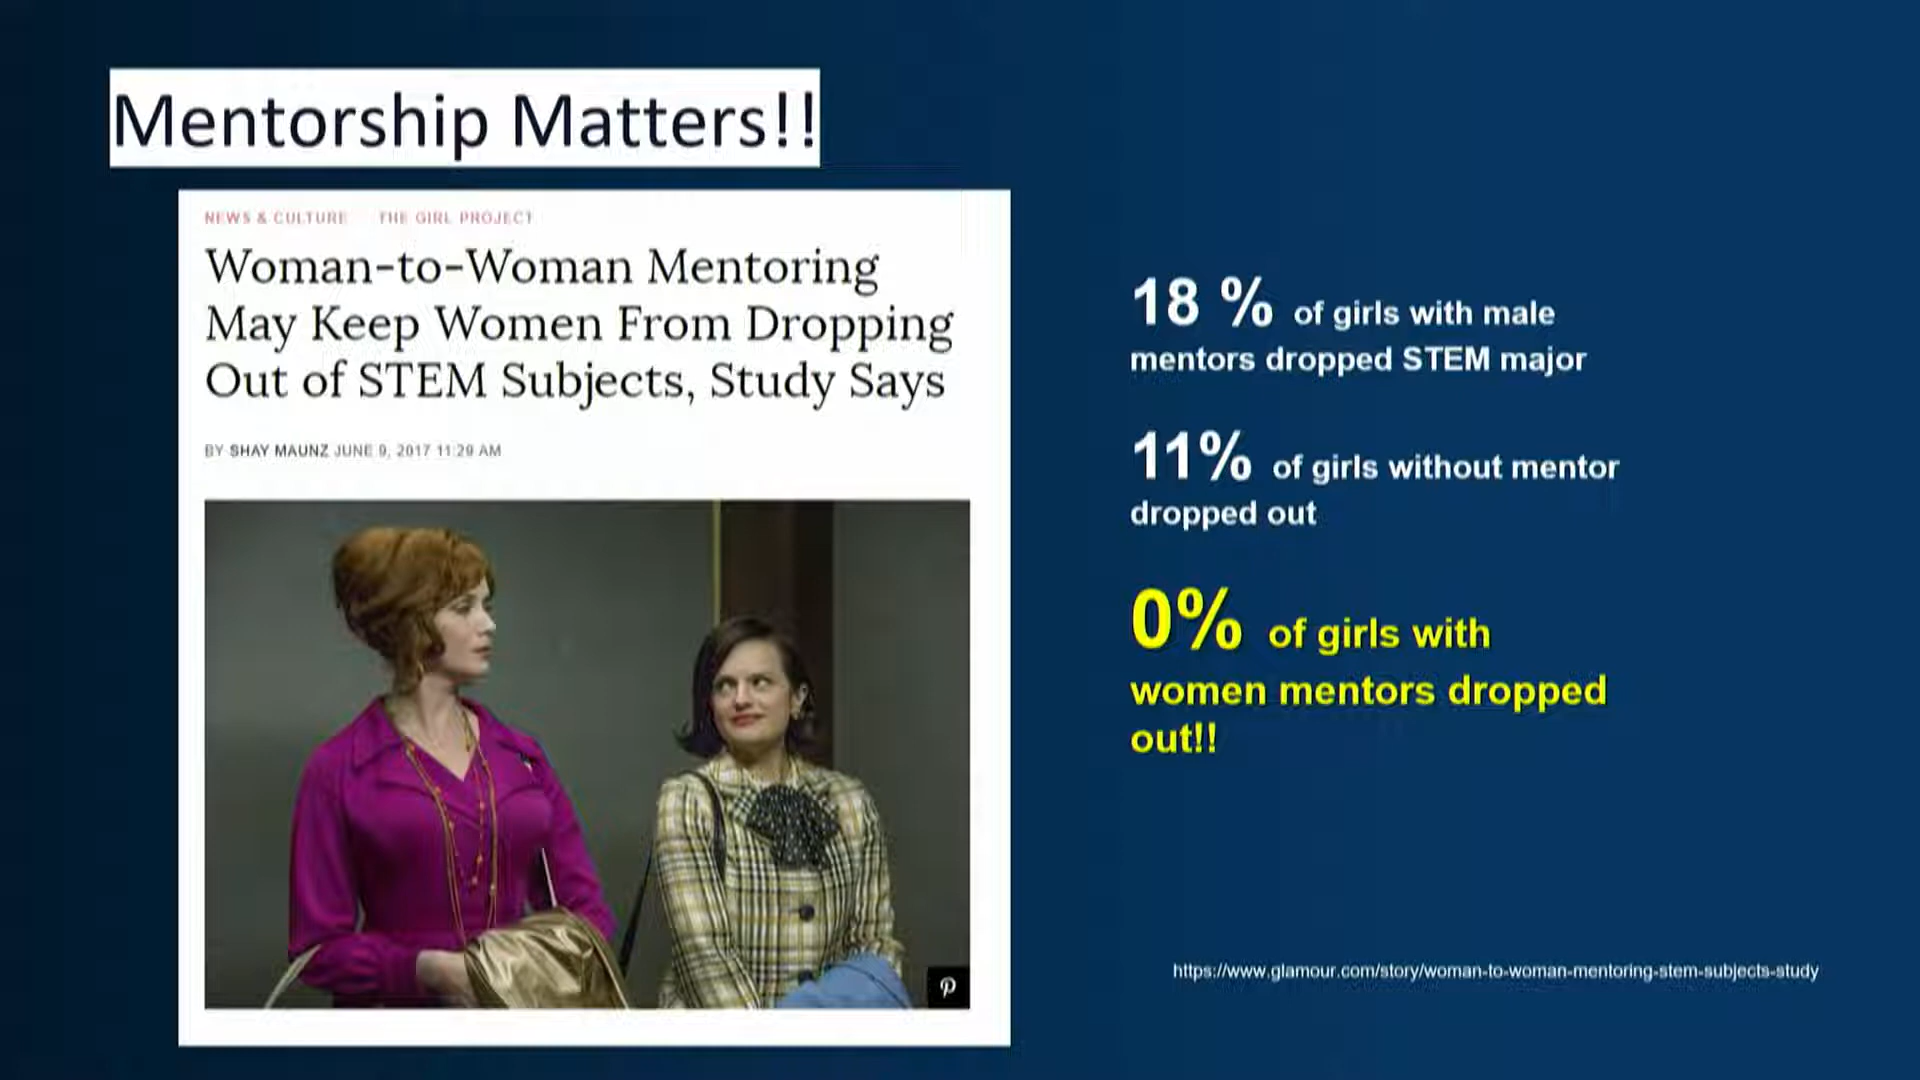 Mentorship Matters!!
NEWS & CULTURE THE GIRL PROJECT
Woman-to-Woman Mentoring
May Keep Women From Dropping
Out of STEM Subjects, Study Says
BY SHAY MAUNZ JUNE 9, 2017 11:29 AM
18 % of girls with male
mentors dropped STEM major
11% of girls without mentor
dropped out
0% of girls with
women mentors dropped
out!!
https://www.glamour.com/story/woman-to-woman-mentoring-stem-subjects-study